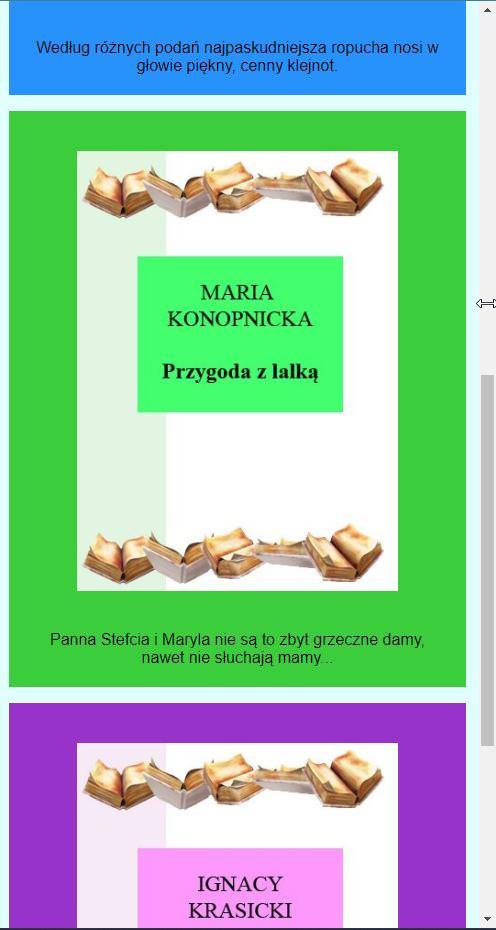 Według różnych podań najpaskudniejsza ropucha nosi w
głowie piękny, cenny klejnot.
MARIA
KONOPNICKA
Przygoda z lalką
Panna Stefcia i Maryla nie są to zbyt grzeczne damy,
nawet nie słuchają mamy...
IGNACY
KRASICKI